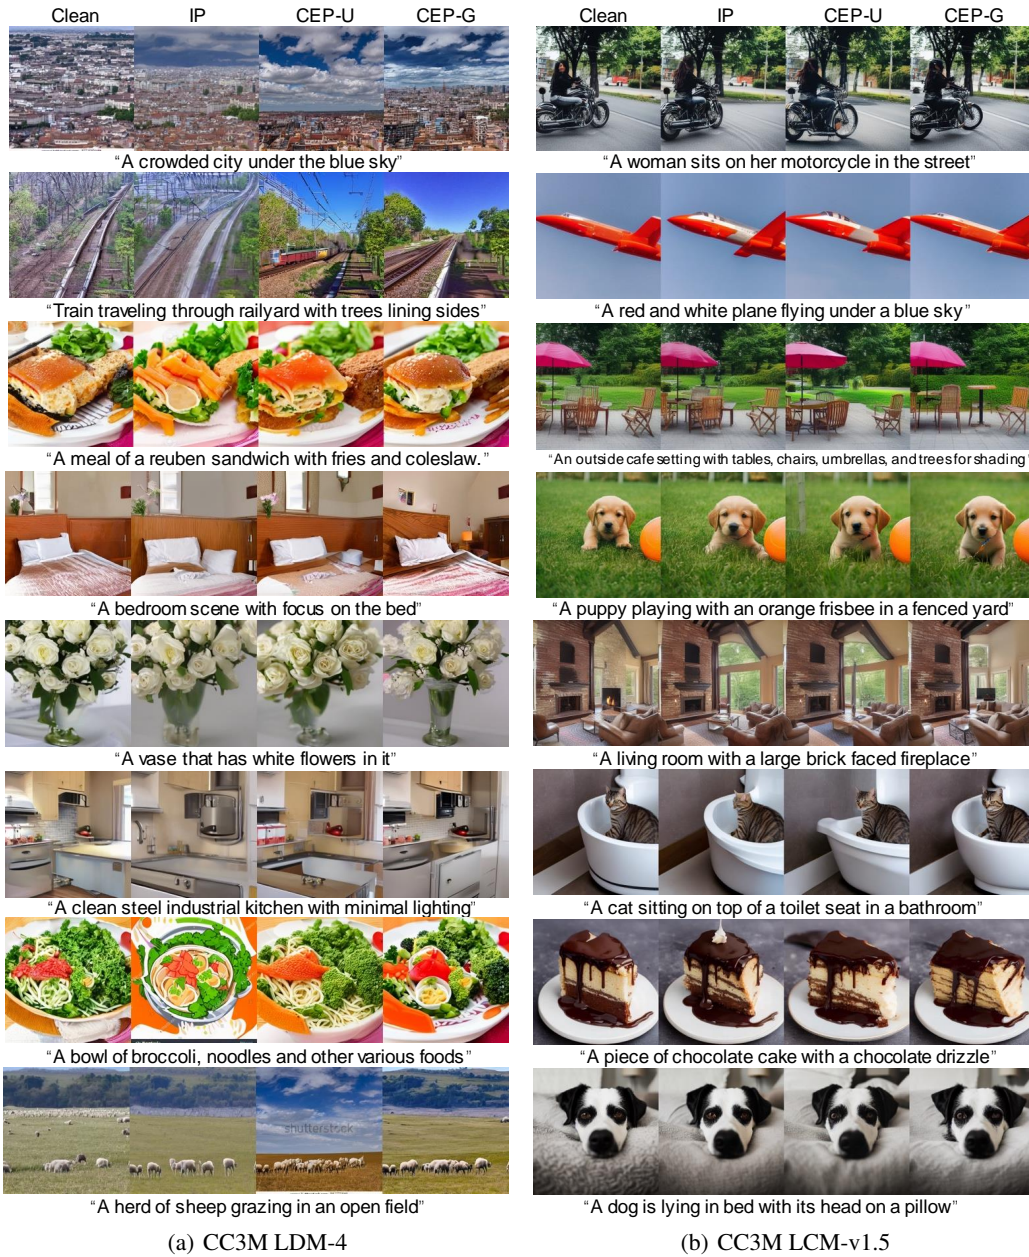 Clean IP CEP-U CEP-G
"A crowded city under the blue sky"
"Train traveling through railyard with trees lining sides"
"A meal of a reuben sandwich with fries and coleslaw."
"A bedroom scene with focus on the bed"
"A vase that has white flowers in it"
"A clean steel industrial kitchen with minimal lighting"
"A bowl of broccoli, noodles and other various foods"
shutterstock
"A herd of sheep grazing in an open field"
(a) CC3M LDM-4
Clean IP CEP-U CEP-G
"A woman sits on her motorcycle in the street"
"A red and white plane flying under a blue sky"
"An outside cafe setting with tables, chairs, umbrellas, and trees for shading"
"A puppy playing with an orange frisbee in a fenced yard"
"A living room with a large brick faced fireplace"
"A cat sitting on top of a toilet seat in a bathroom"
"A piece of chocolate cake with a chocolate drizzle"
"A dog is lying in bed with its head on a pillow"
(b) CC3M LCM-v1.5